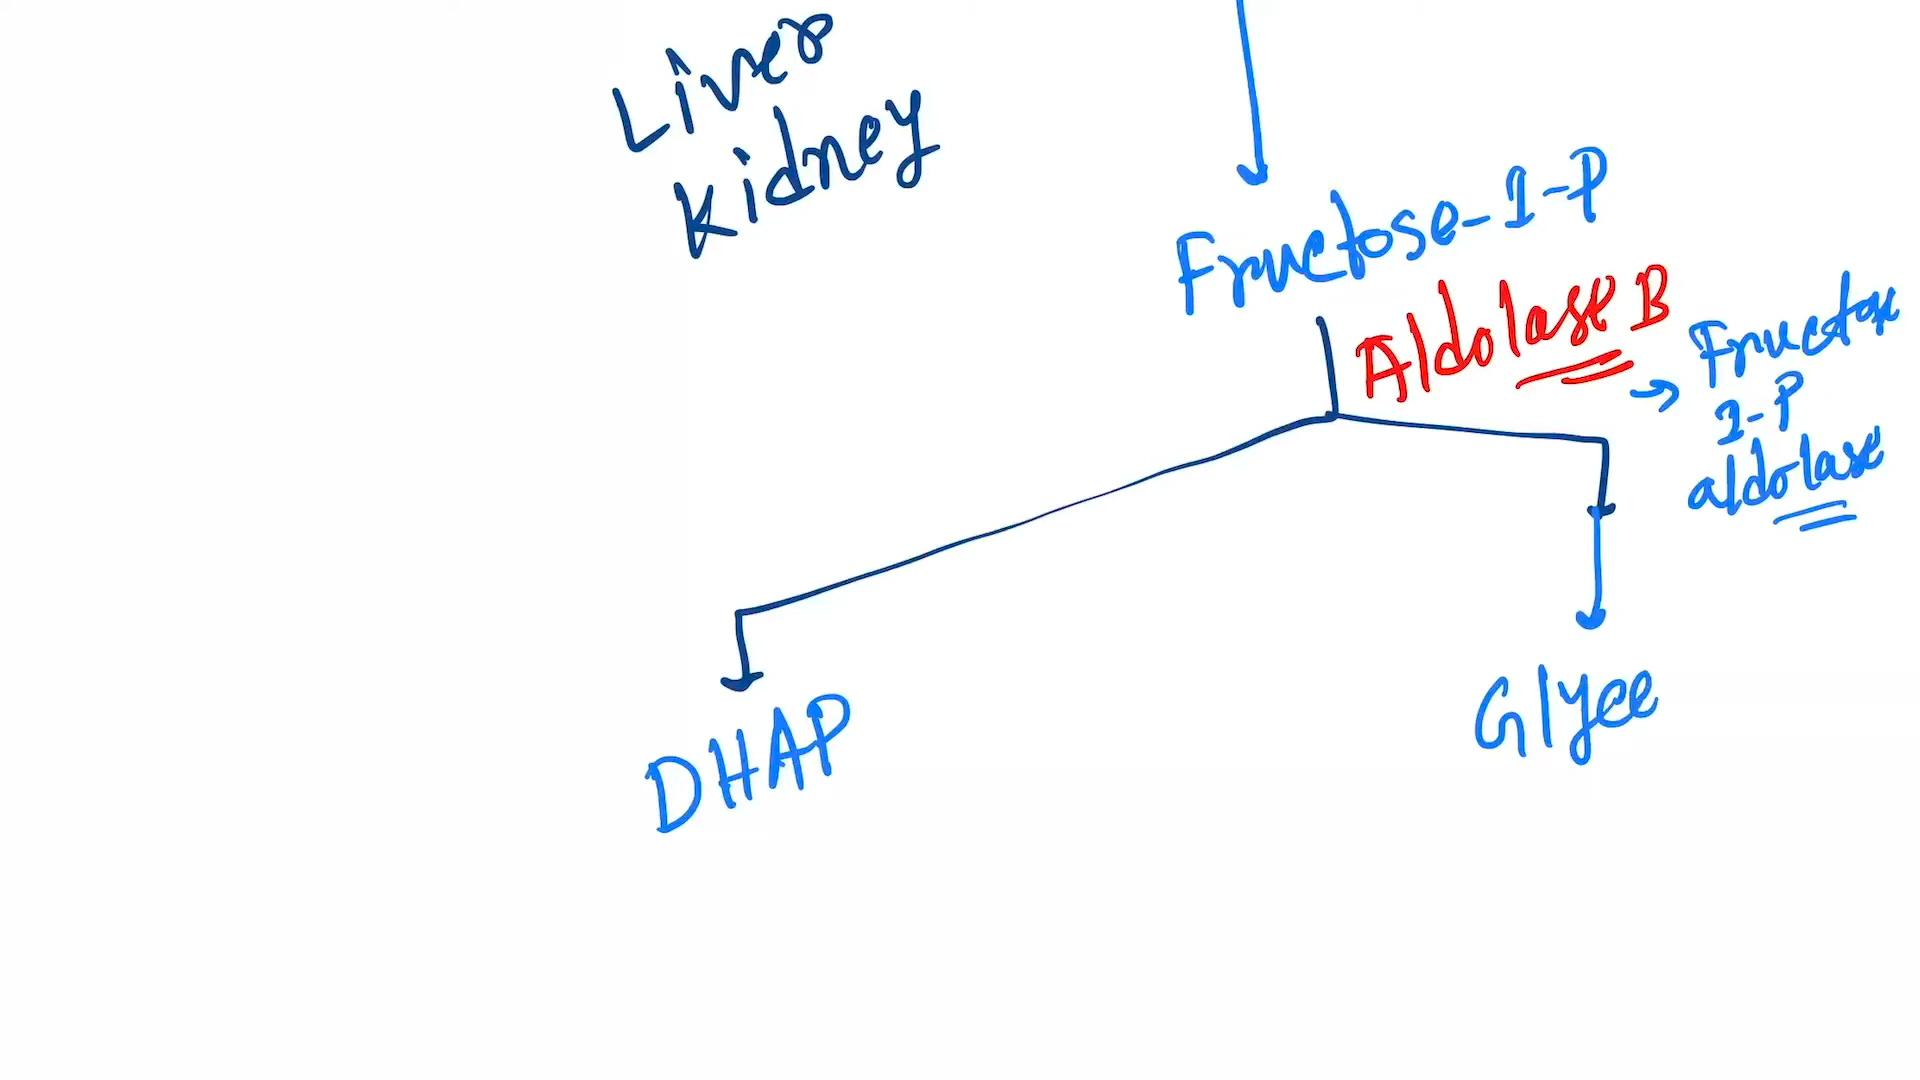 Liver
Kidney
Fructose-1-P
Aldolase B
→ Fructose
1-P
aldolase
DHAP
Glyce